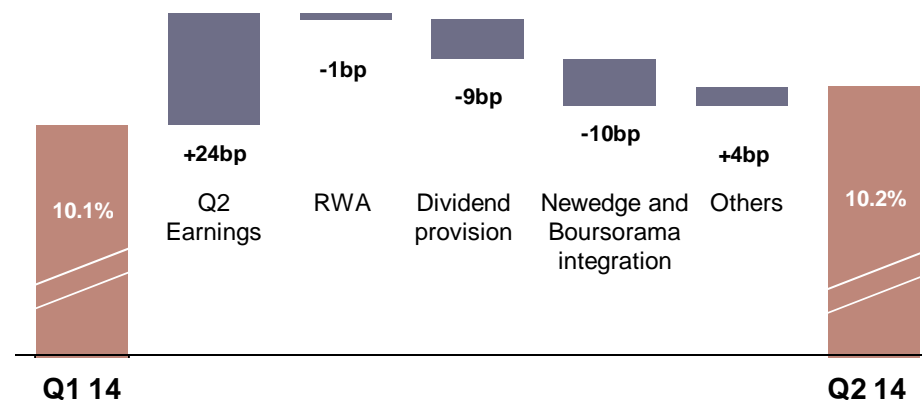 -1bp
-9bp
-10bp
+24bp
+4bp
10.1%
Q2
Earnings
RWA
Dividend
provision
Newedge and
Boursorama
integration
Others
10.2%
Q1 14
Q2 14